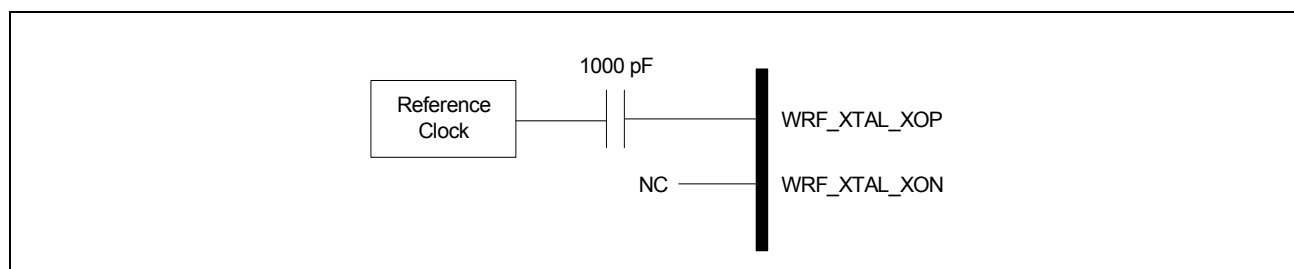 1000 pF
Reference
Clock
WRF_XTAL_XOP
NC
WRF_XTAL_XON